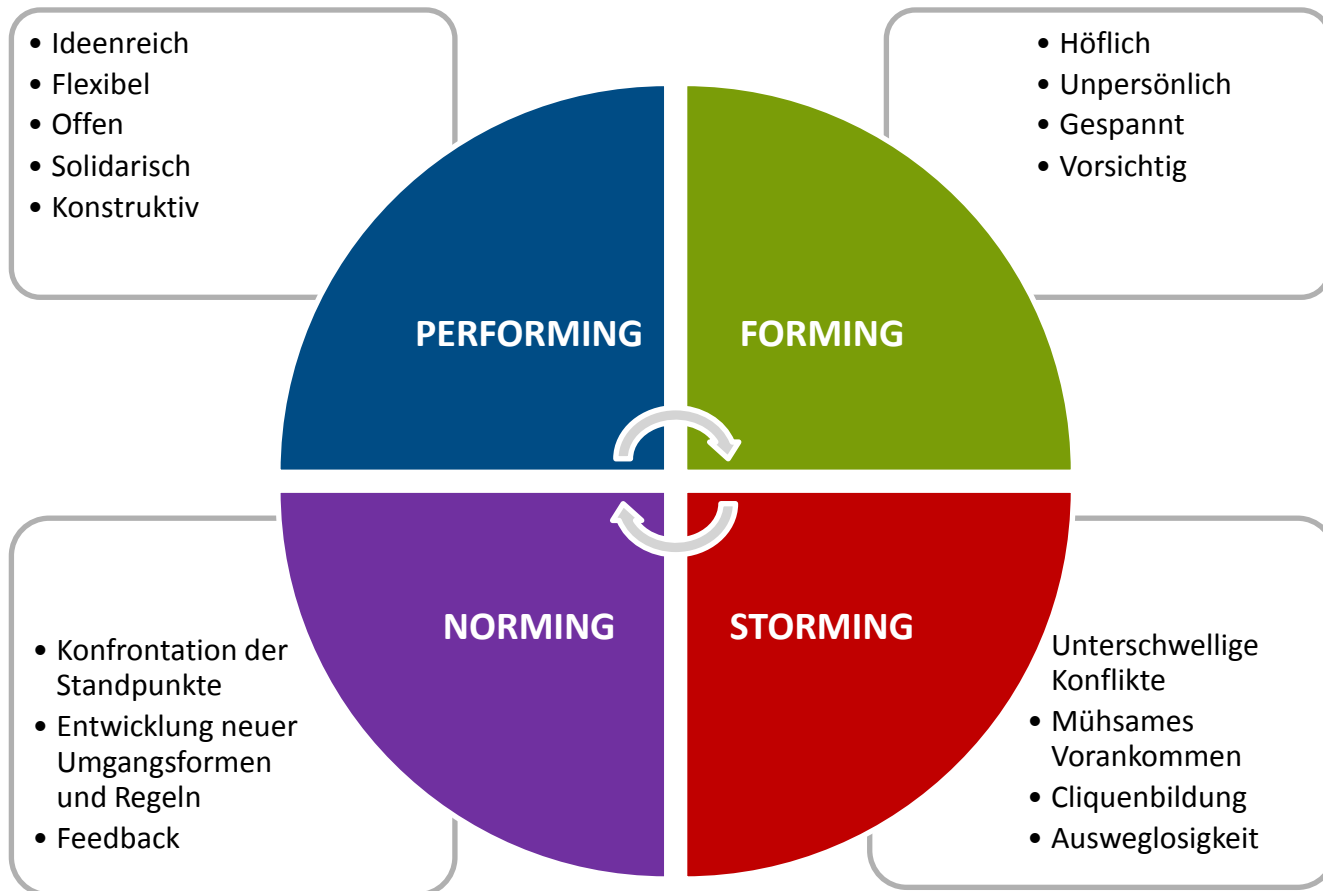 • Ideenreich
• Flexibel
• Offen
• Solidarisch
• Konstruktiv
• Höflich
• Unpersönlich
• Gespannt
• Vorsichtig
PERFORMING
FORMING
NORMING
STORMING
• Konfrontation der
Standpunkte
• Entwicklung neuer
Umgangsformen
und Regeln
• Feedback
Unterschwellige
Konflikte
• Mühsames
Vorankommen
• Cliquenbildung
• Ausweglosigkeit